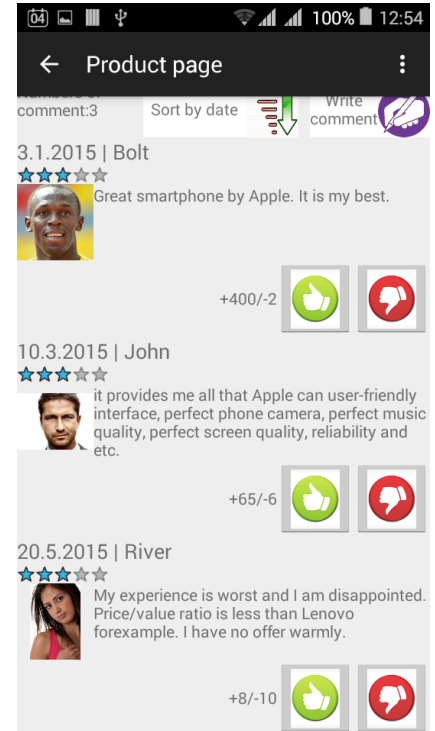 04 100% 12:54
Product page
comment:3
Sort by date
Write
comment
3.1.2015 | Bolt
Great smartphone by Apple. It is my best.
+400/-2
10.3.2015 | John
it provides me all that Apple can user-friendly
interface, perfect phone camera, perfect music
quality, perfect screen quality, reliability and
etc.
+65/-6
20.5.2015 | River
My experience is worst and I am disappointed.
Price/value ratio is less than Lenovo
forexample. I have no offer warmly.
+8/-10